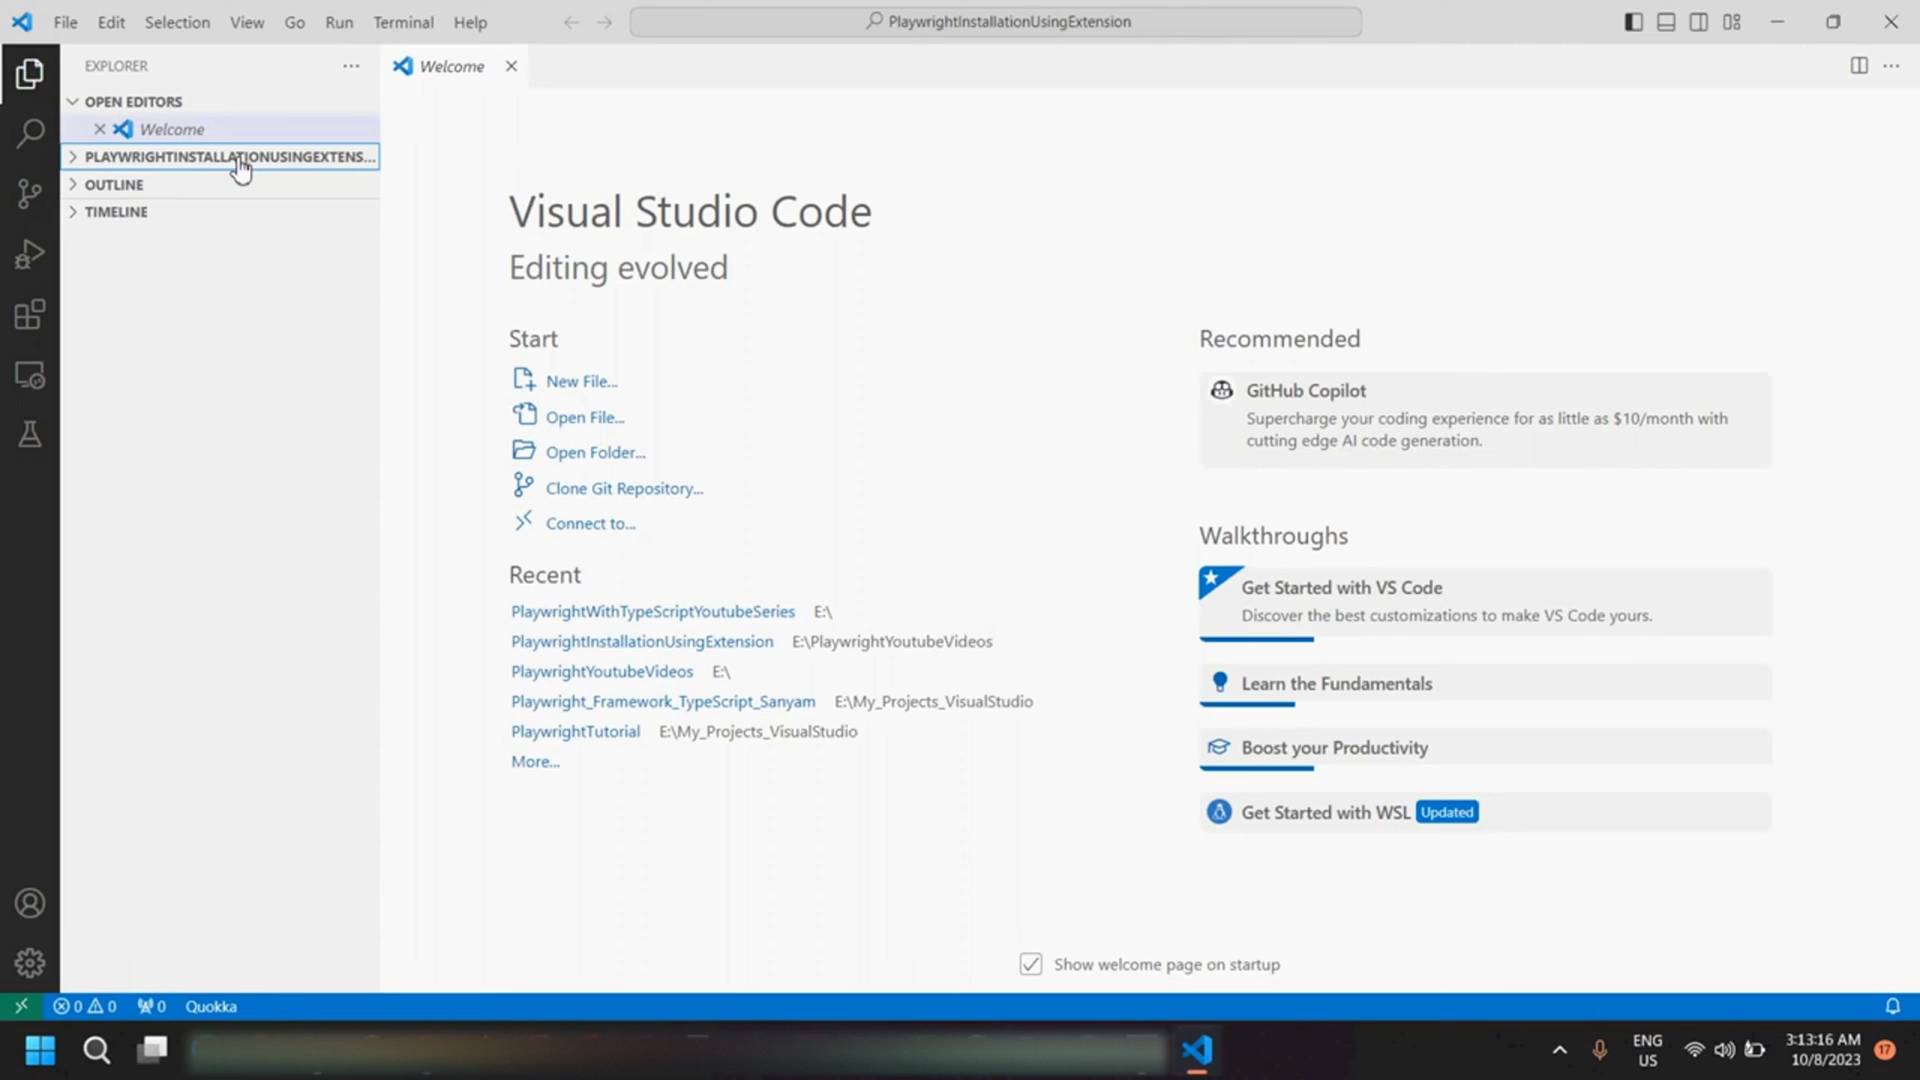 File Edit Selection View Go Run Terminal Help
PlaywrightInstallationUsingExtension
EXPLORER
Welcome
OPEN EDITORS
Welcome
PLAYWRIGHTINSTALLATIONUSINGEXTENS...
OUTLINE
TIMELINE
Visual Studio Code
Editing evolved
Start
New File...
Open File...
Open Folder...
Clone Git Repository...
Connect to...
Recent
PlaywrightWithTypeScriptYoutubeSeries E:\
PlaywrightInstallationUsingExtension E:\PlaywrightYoutubeVideos
PlaywrightYoutubeVideos E:\
Playwright_Framework_TypeScript_Sanyam E:\My_Projects_VisualStudio
PlaywrightTutorial E:\My_Projects_VisualStudio
More...
Recommended
GitHub Copilot
Supercharge your coding experience for as little as $10/month with
cutting edge AI code generation.
Walkthroughs
Get Started with VS Code
Discover the best customizations to make VS Code yours.
Learn the Fundamentals
Boost your Productivity
Get Started with WSL Updated
Show welcome page on startup
0 0 0 Quokka
ENG
US
3:13:16 AM
10/8/2023
17